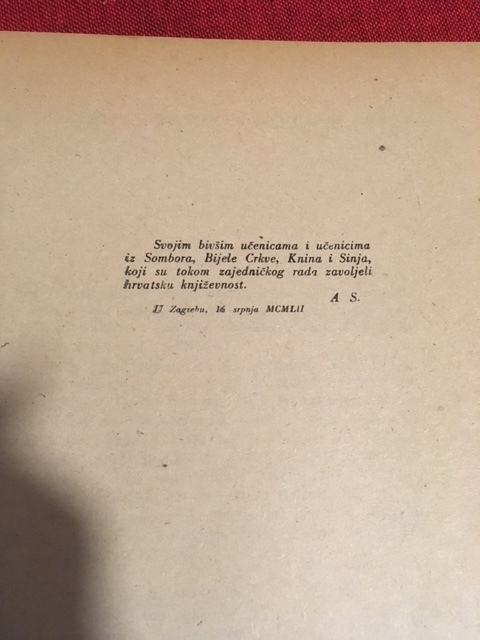 Svojim bivšim učenicama i učenicima
iz Sombora, Bijele Crkve, Knina i Sinja,
koji su tokom zajedničkog rada zavoljeli
hrvatsku književnost.
A S.
Zagrebu, 16 srpnja MCMLII